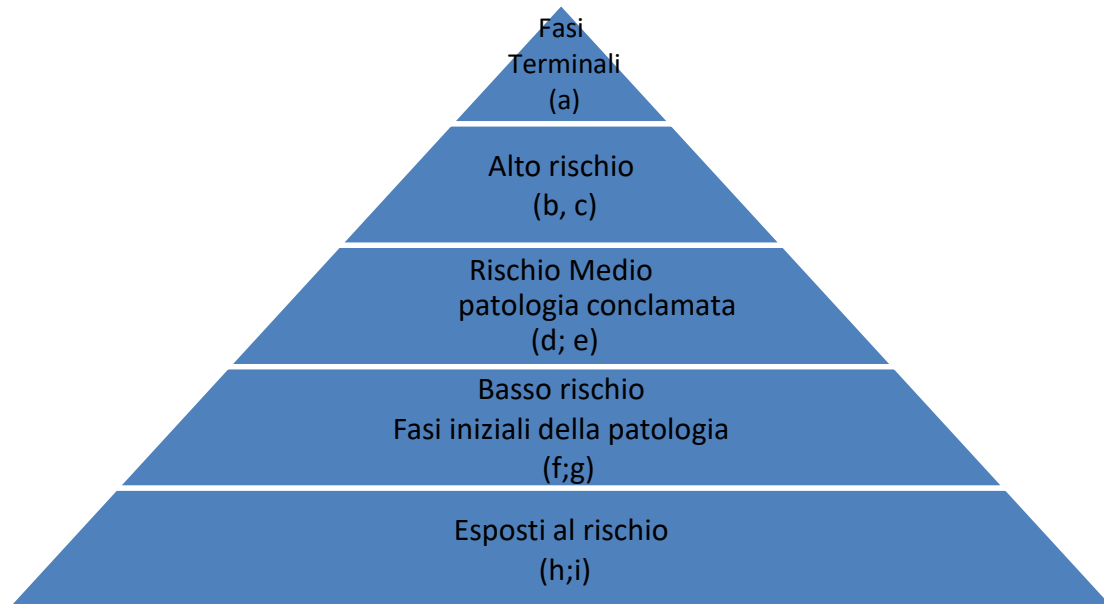 Fasi
Terminali
(a)
Alto rischio
(b, c)
Rischio Medio
patologia conclamata
(d; e)
Basso rischio
Fasi iniziali della patologia
(f;g)
Esposti al rischio
(h;i)